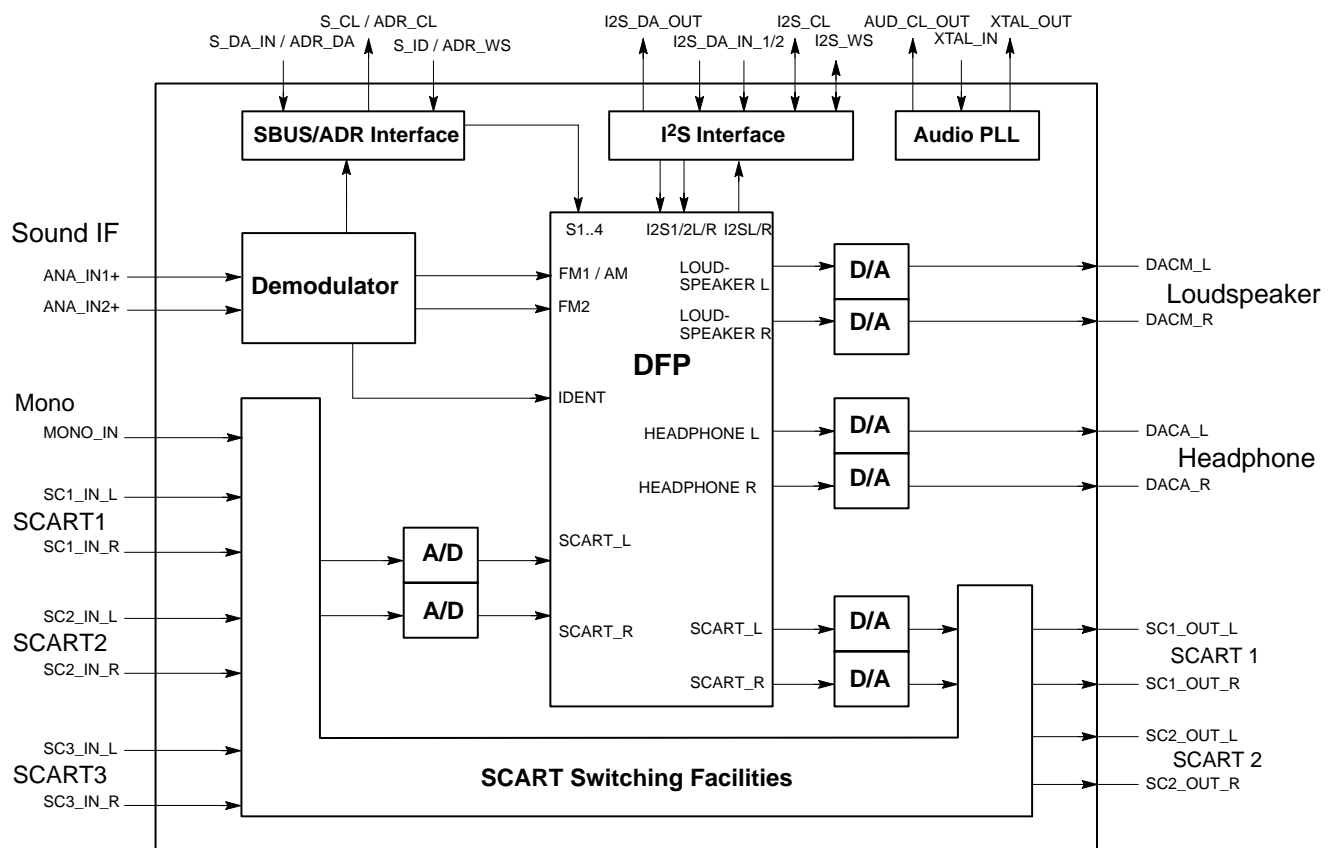 S_CL / ADR_CL
I2S_DA_OUT
I2S_CL
AUD_CL_OUT
XTAL_OUT
S_DA_IN / ADR_DA
S_ID / ADR_WS
I2S_DA_IN_1/2
I2S_WS
XTAL_IN
SBUS/ADR Interface
I2S Interface
Audio PLL
Sound IF
ANA_IN1+
ANA_IN2+
Demodulator
S1..4
I2S1/2L/R
I2SL/R
FM1 / AM
FM2
LOUD-
SPEAKER L
LOUD-
SPEAKER R
D/A
D/A
DACM_L
Loudspeaker
DACM_R
DFP
IDENT
Mono
MONO_IN
HEADPHONE L
HEADPHONE R
D/A
D/A
DACA_L
Headphone
DACA_R
SC1_IN_L
SCART1
SC1_IN_R
A/D
A/D
SCART_L
SCART_R
SC2_IN_L
SCART2
SC2_IN_R
SCART_L
SCART_R
D/A
D/A
SC1_OUT_L
SCART 1
SC1_OUT_R
SC2_OUT_L
SCART 2
SC2_OUT_R
SC3_IN_L
SCART3
SC3_IN_R
SCART Switching Facilities